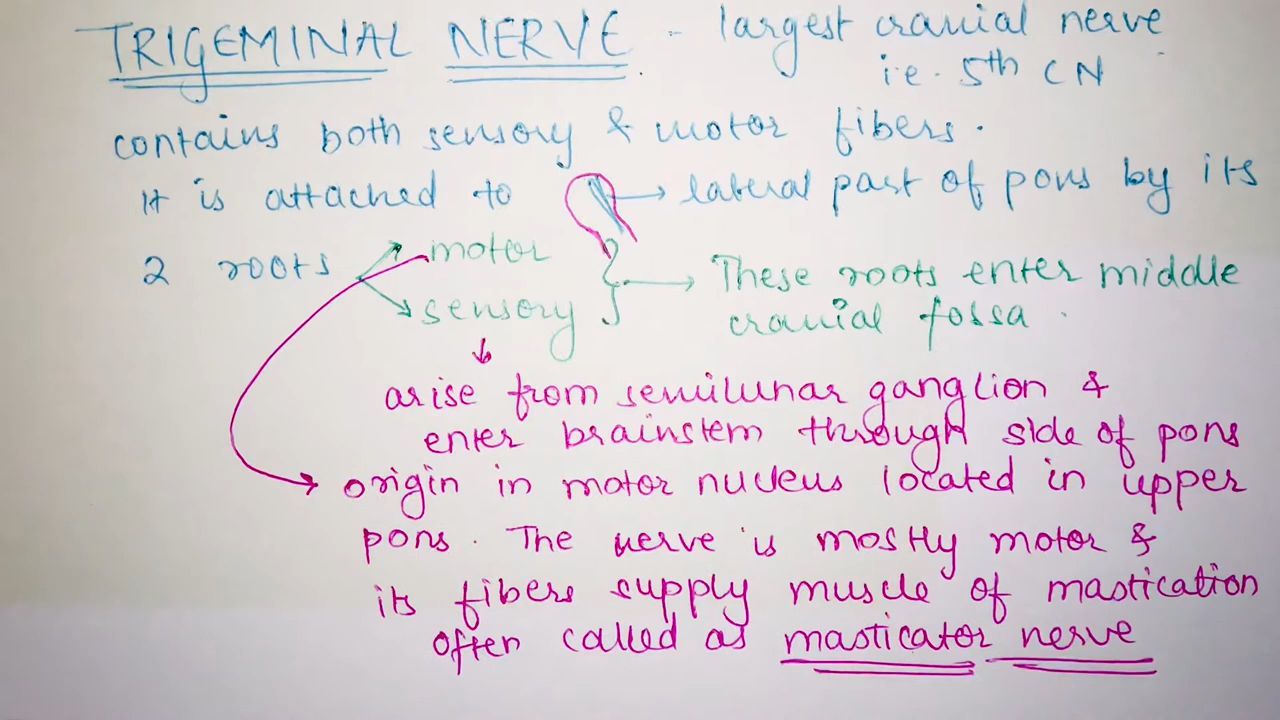 TRIGEMINAL NERVE - largest cranial nerve
i.e. 5th CN
contains both sensory & motor fibers.
It is attached to → lateral part of pons by its
2 roots motor
sensory
These roots enter middle
cranial fossa.
arise from semilunar ganglion &
enter brainstem through side of pons
origin in motor nucleus located in upper
pons. The nerve is mostly motor &
its fibers supply muscle of mastication
often called as masticator nerve